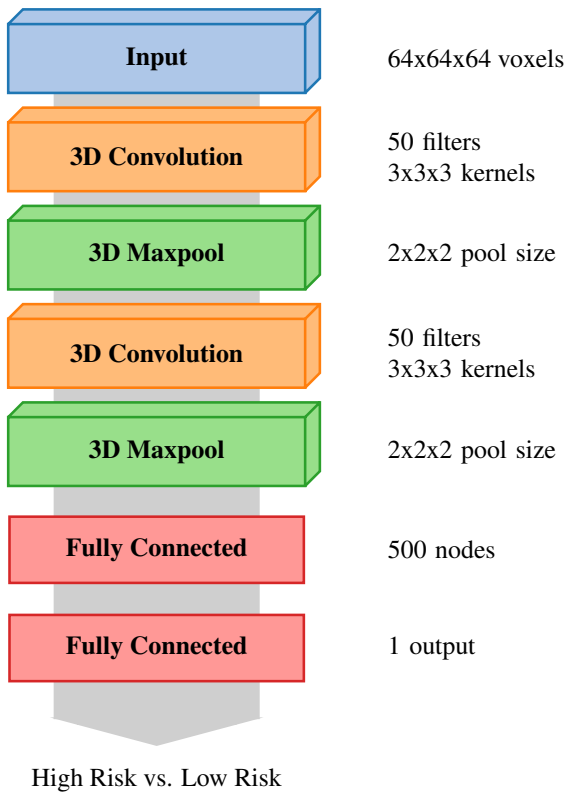 Input
64x64x64 voxels
3D Convolution
50 filters
3x3x3 kernels
3D Maxpool
2x2x2 pool size
3D Convolution
50 filters
3x3x3 kernels
3D Maxpool
2x2x2 pool size
Fully Connected
500 nodes
Fully Connected
1 output
High Risk vs. Low Risk